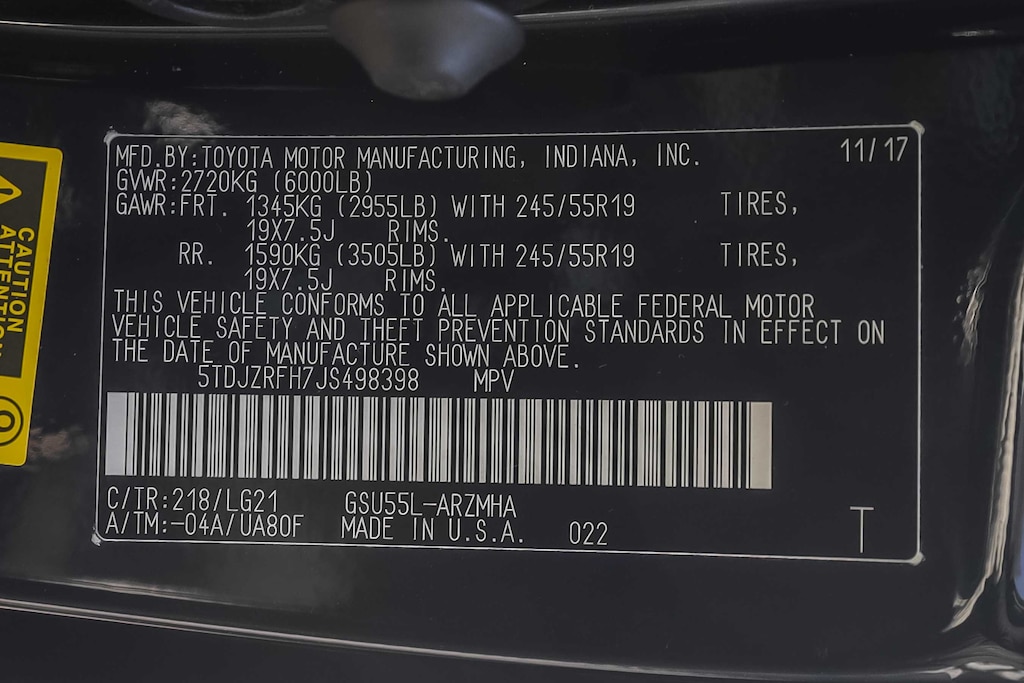 MFD.BY:TOYOTA MOTOR MANUFACTURING, INDIANA, INC. 11/17
GVWR:2720KG (6000LB)
GAWR:FRT. 1345KG (2955LB) WITH 245/55R19 TIRES,
19X7.5J RIMS.
RR. 1590KG (3505LB) WITH 245/55R19 TIRES,
19X7.5J RIMS.
THIS VEHICLE CONFORMS TO ALL APPLICABLE FEDERAL MOTOR
VEHICLE SAFETY AND THEFT PREVENTION STANDARDS IN EFFECT ON
THE DATE OF MANUFACTURE SHOWN ABOVE.
5TDJZRFH7JS498398 MPV
C/TR:218/LG21 GSU55L-ARZMHA
A/TM:-04A/UA80F MADE IN U.S.A. 022 T
CAUTION
ATTENTION